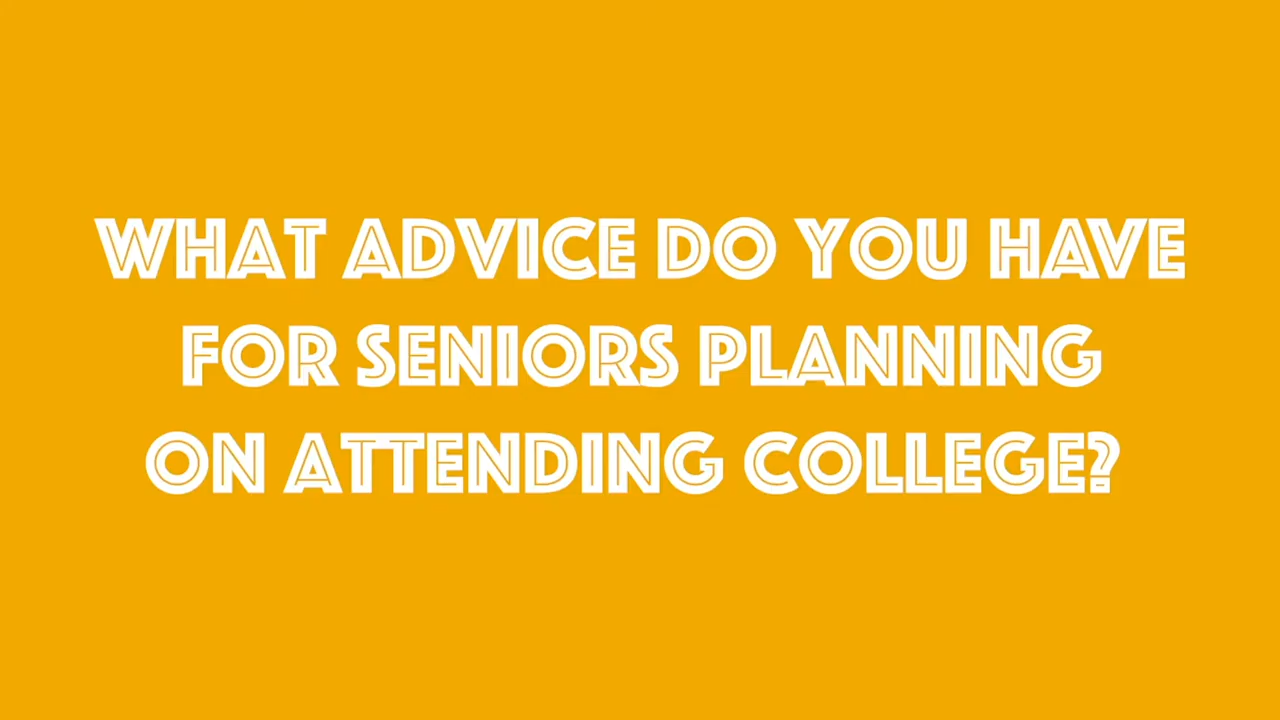 WHAT ADVICE DO YOU HAVE
FOR SENIORS PLANNING
ON ATTENDING COLLEGE?